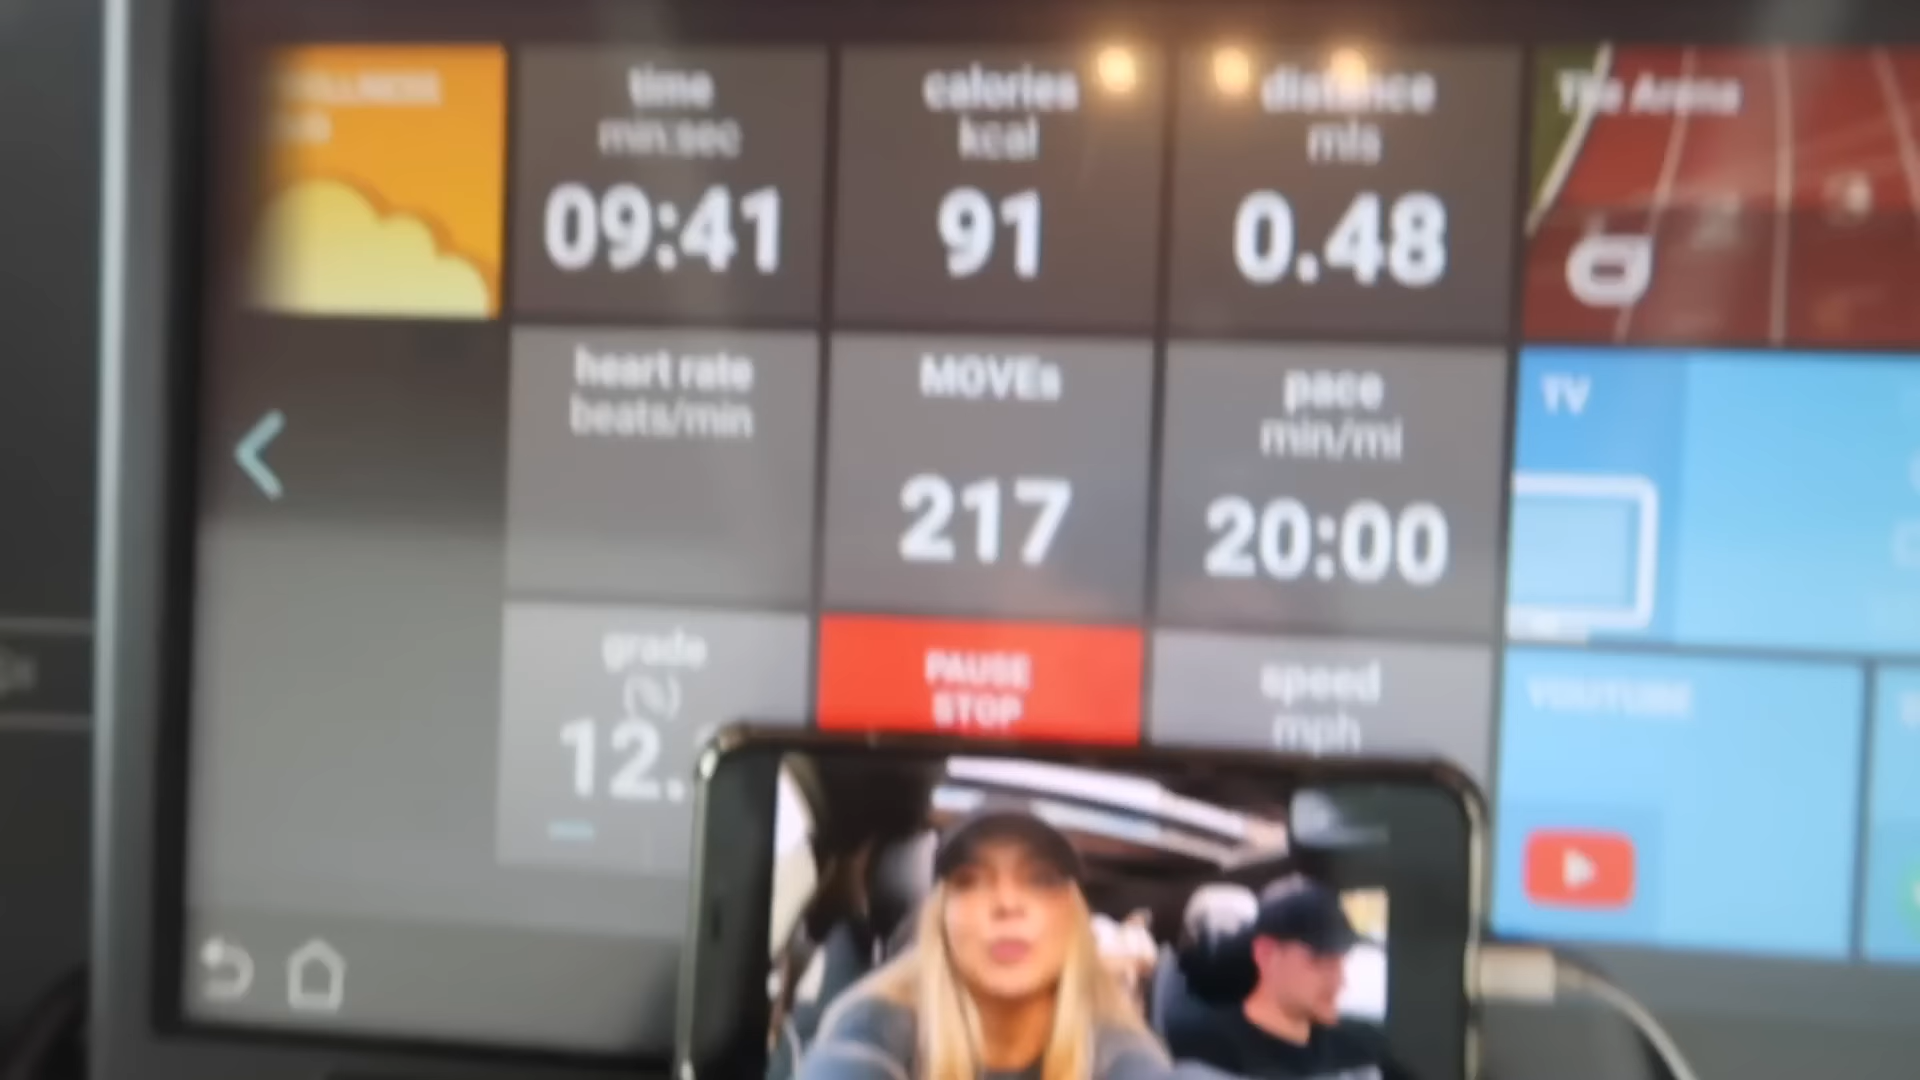 time
min:sec
09:41
calories
kcal
91
distance
mls
0.48
The Arena
heart rate
beats/min
MOVEs
217
pace
min/mi
20:00
TV
grade
(%)
12.
PAUSE
STOP
speed
mph
YOUTUBE